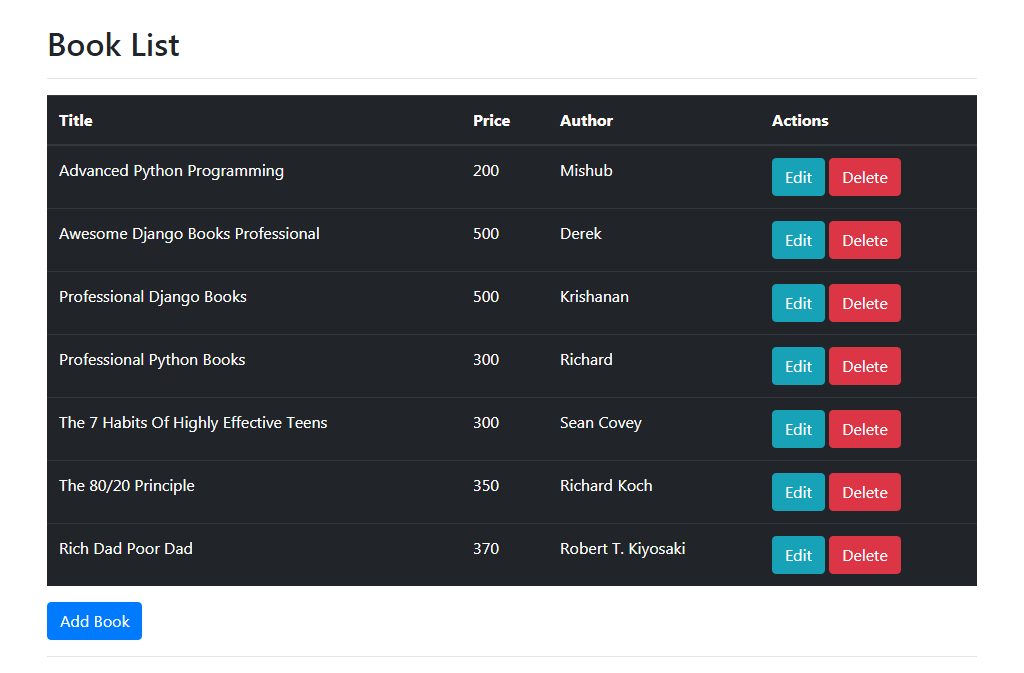 Book List
Title Price Author Actions
Advanced Python Programming 200 Mishub Edit Delete
Awesome Django Books Professional 500 Derek Edit Delete
Professional Django Books 500 Krishanan Edit Delete
Professional Python Books 300 Richard Edit Delete
The 7 Habits Of Highly Effective Teens 300 Sean Covey Edit Delete
The 80/20 Principle 350 Richard Koch Edit Delete
Rich Dad Poor Dad 370 Robert T. Kiyosaki Edit Delete
Add Book